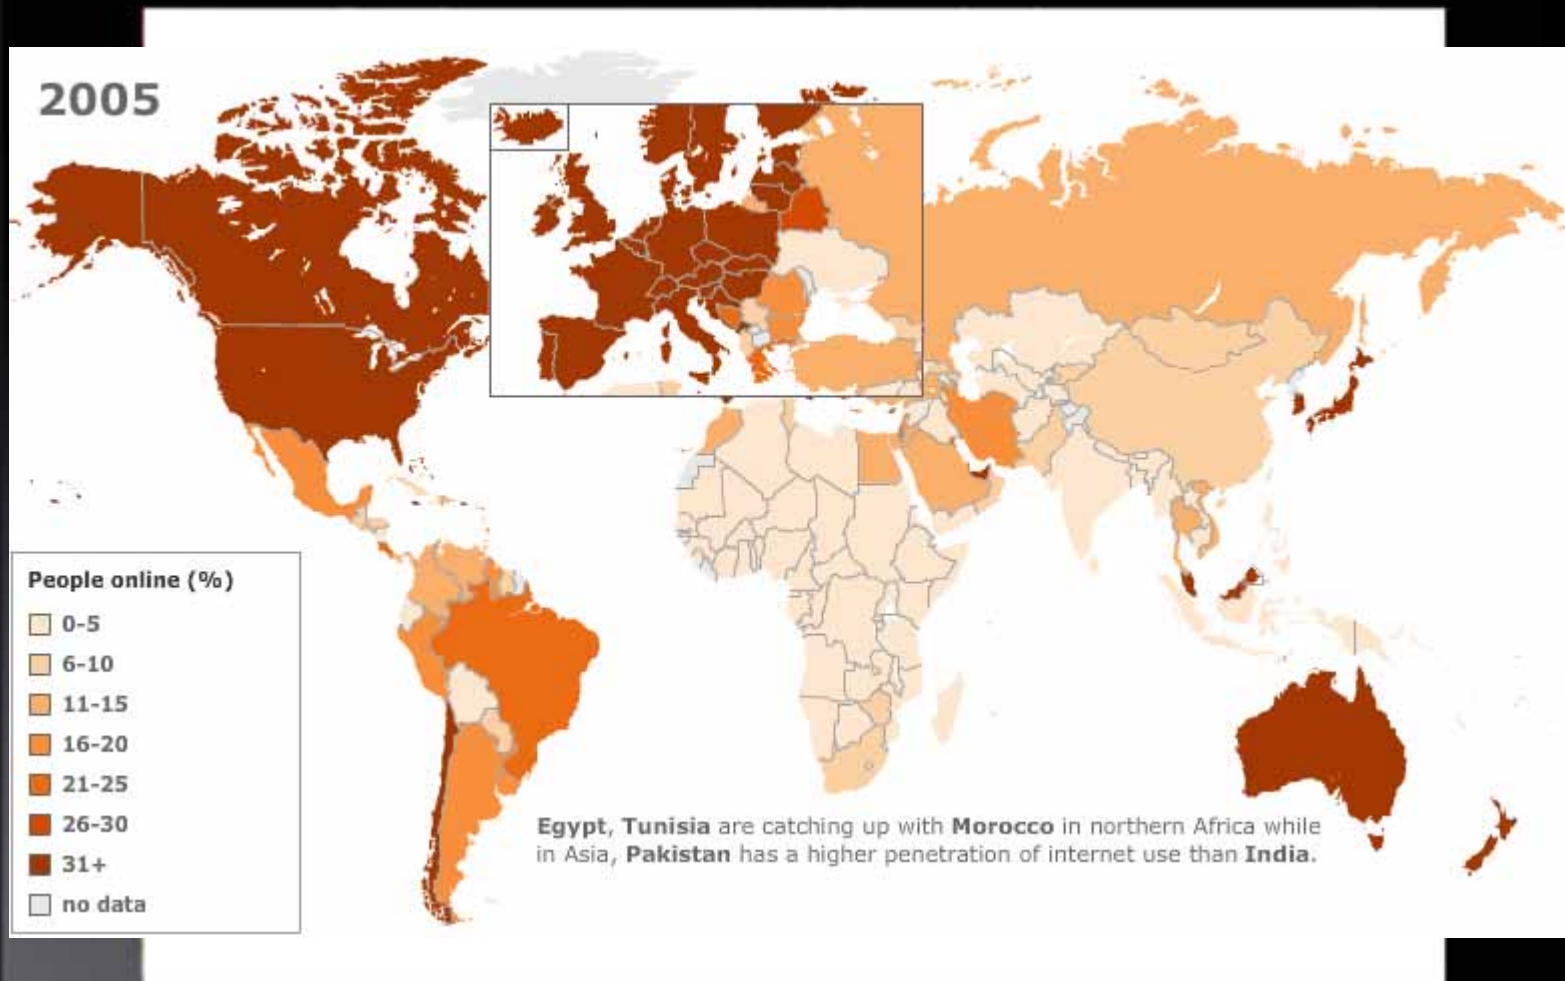 2005
People online (%)
0-5
6-10
11-15
16-20
21-25
26-30
31+
no data
Egypt, Tunisia are catching up with Morocco in northern Africa while
in Asia, Pakistan has a higher penetration of internet use than India.